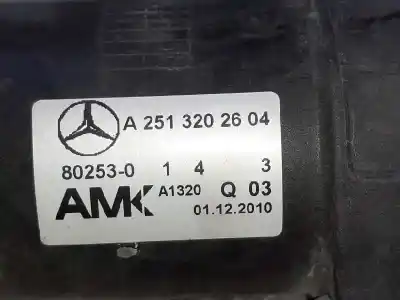 A 251 320 26 04
80253-0 1 4 3
AMK A1320 Q 03
01.12.2010